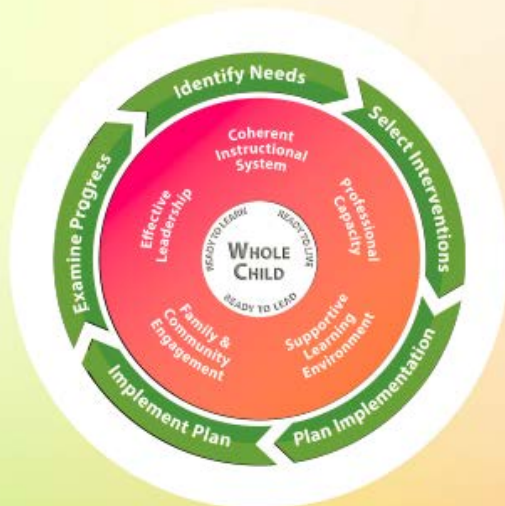 Identify Needs
Select Interventions
Plan Implementation
Implement Plan
Examine Progress
Coherent
Instructional
System
Professional
Capacity
Supportive
Learning
Environment
Family &
Community
Engagement
Effective
Leadership
READY TO LEARN
READY TO LIVE
READY TO LEAD
WHOLE
CHILD